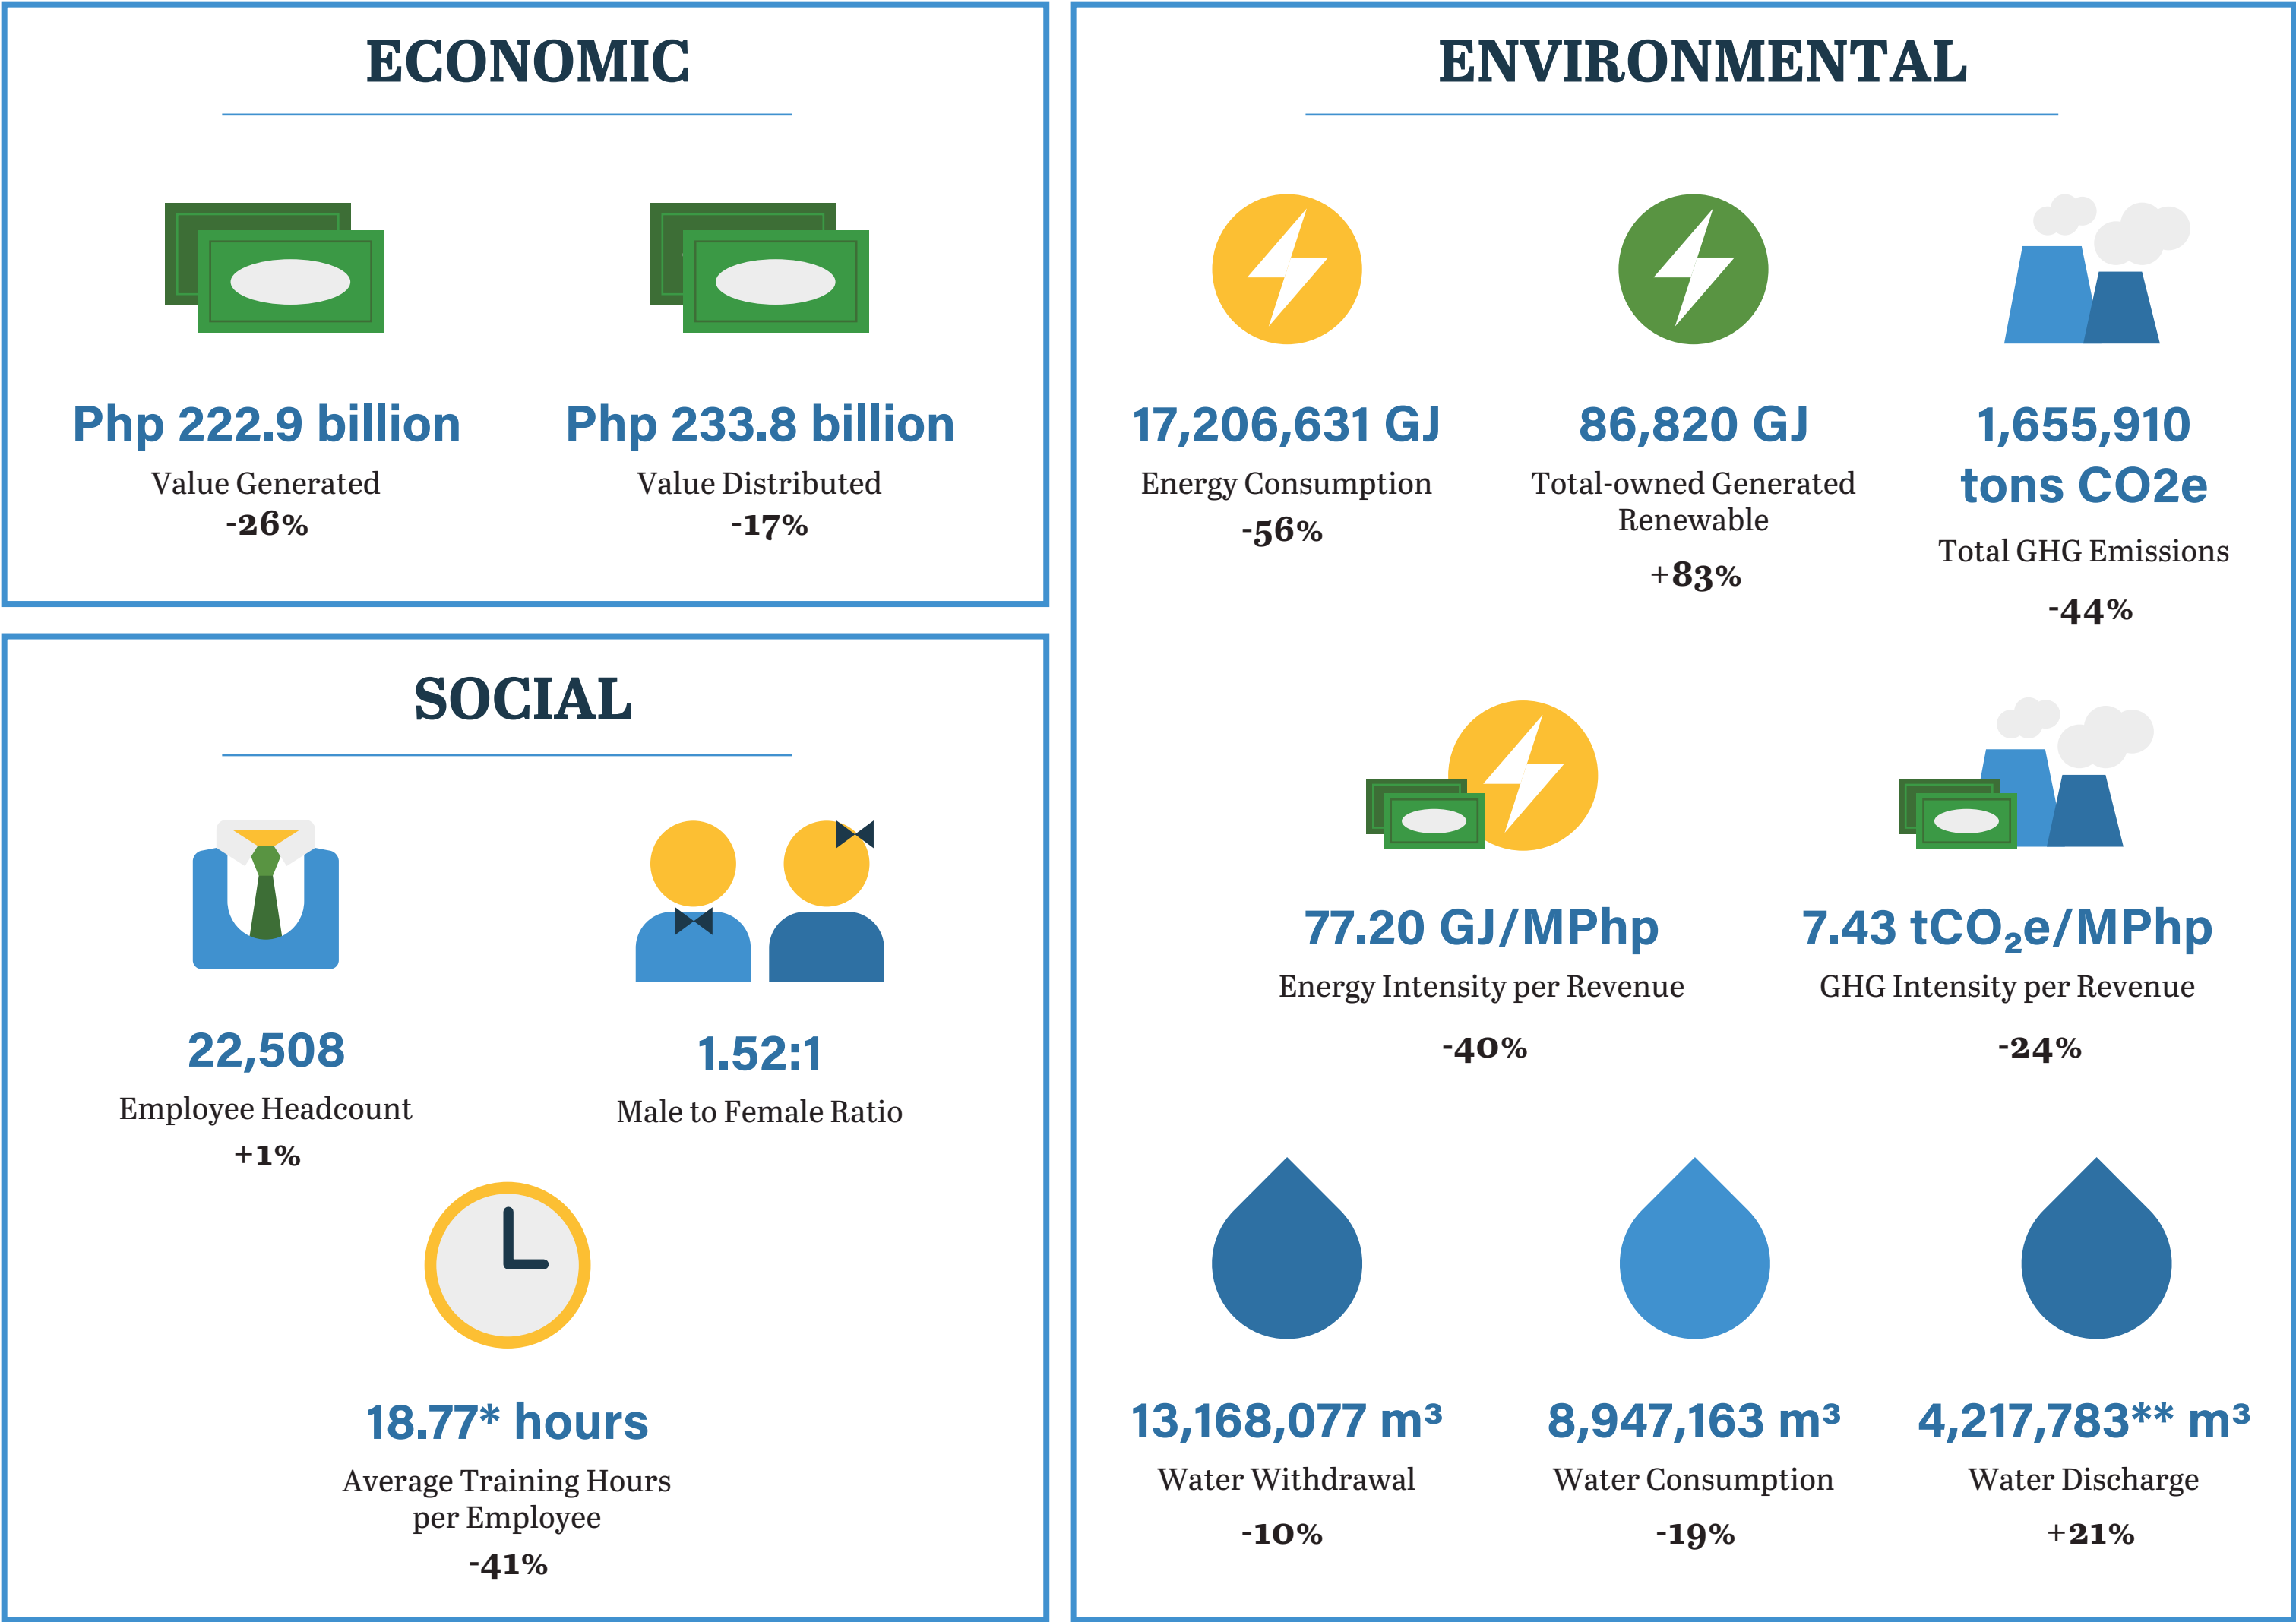 ECONOMIC
Php 222.9 billion
Value Generated
-26%
Php 233.8 billion
Value Distributed
-17%
SOCIAL
22,508
Employee Headcount
+1%
1.52:1
Male to Female Ratio
18.77* hours
Average Training Hours
per Employee
-41%
ENVIRONMENTAL
17,206,631 GJ
Energy Consumption
-56%
86,820 GJ
Total-owned Generated
Renewable
+83%
1,655,910
tons CO2e
Total GHG Emissions
-44%
77.20 GJ/MPhp
Energy Intensity per Revenue
-40%
7.43 tCO₂e/MPhp
GHG Intensity per Revenue
-24%
13,168,077 m³
Water Withdrawal
-10%
8,947,163 m³
Water Consumption
-19%
4,217,783** m³
Water Discharge
+21%